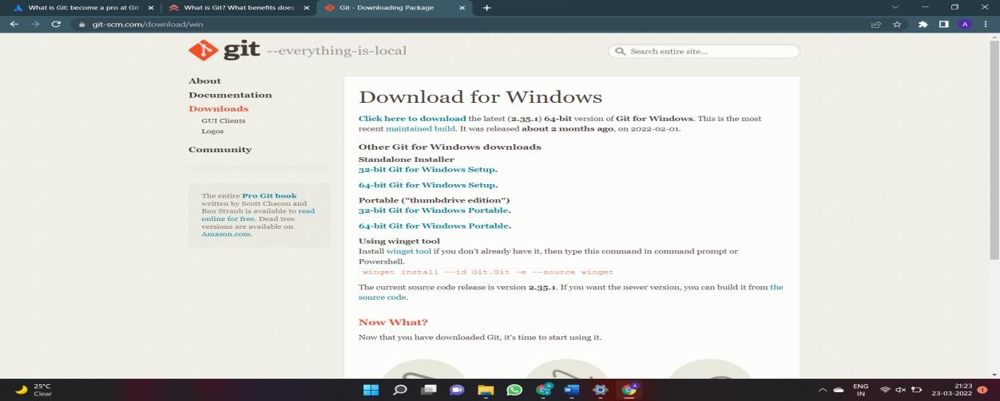 What is Git: become a pro at Git
What is Git? What benefits does
Git - Downloading Package
git-scm.com/download/win
A
git --everything-is-local
Search entire site...
About
Documentation
Downloads
GUI Clients
Logos
Community
The entire Pro Git book
written by Scott Chacon and
Ben Straub is available to read
online for free. Dead tree
versions are available on
Amazon.com.
Download for Windows
Click here to download the latest (2.35.1) 64-bit version of Git for Windows. This is the most
recent maintained build. It was released about 2 months ago, on 2022-02-01.
Other Git for Windows downloads
Standalone Installer
32-bit Git for Windows Setup.
64-bit Git for Windows Setup.
Portable ("thumbdrive edition")
32-bit Git for Windows Portable.
64-bit Git for Windows Portable.
Using winget tool
Install winget tool if you don't already have it, then type this command in command prompt or
Powershell.
winget install --id Git.Git -e --source winget
The current source code release is version 2.35.1. If you want the newer version, you can build it from the
source code.
Now What?
Now that you have downloaded Git, it's time to start using it.
25°C
Clear
ENG
IN
21:23
23-03-2022
1